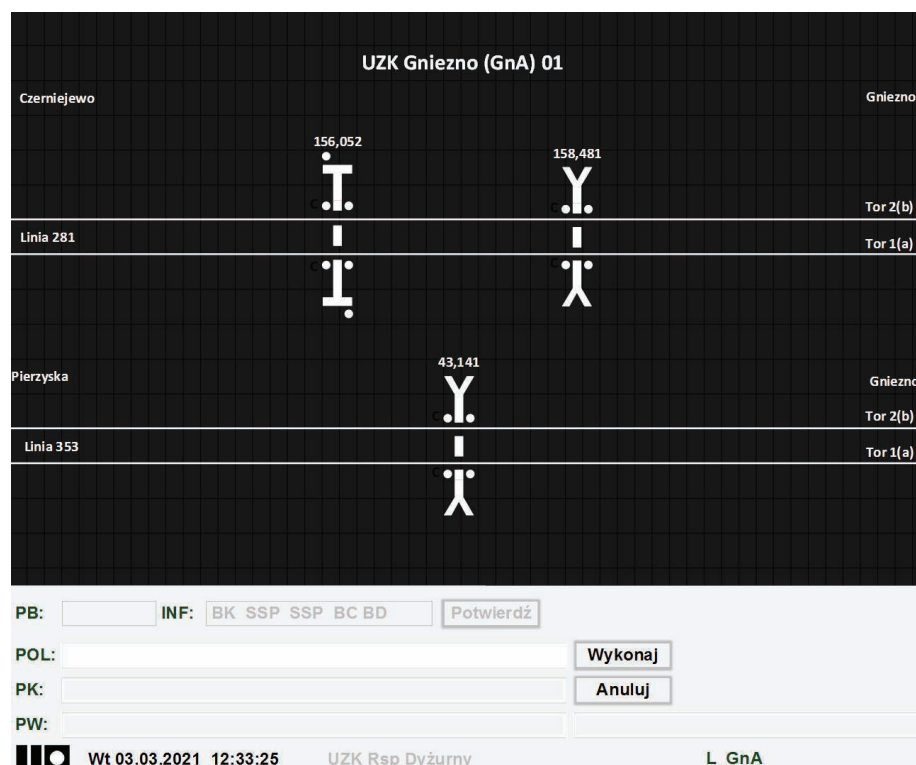 UZK Gniezno (GnA) 01
Czerniejewo Gniezno
156,052
158,481
C C
Tor 2(b)
Linia 281
Tor 1(a)
C C
43,141
Pierzyska Gniezno
C
Tor 2(b)
Linia 353
Tor 1(a)
C
PB: INF: BK SSP SSP BC BD Potwierdź
POL: Wykonaj
PK: Anuluj
PW:
Wt 03.03.2021 12:33:25 UZK Rsp Dyżurny L GnA